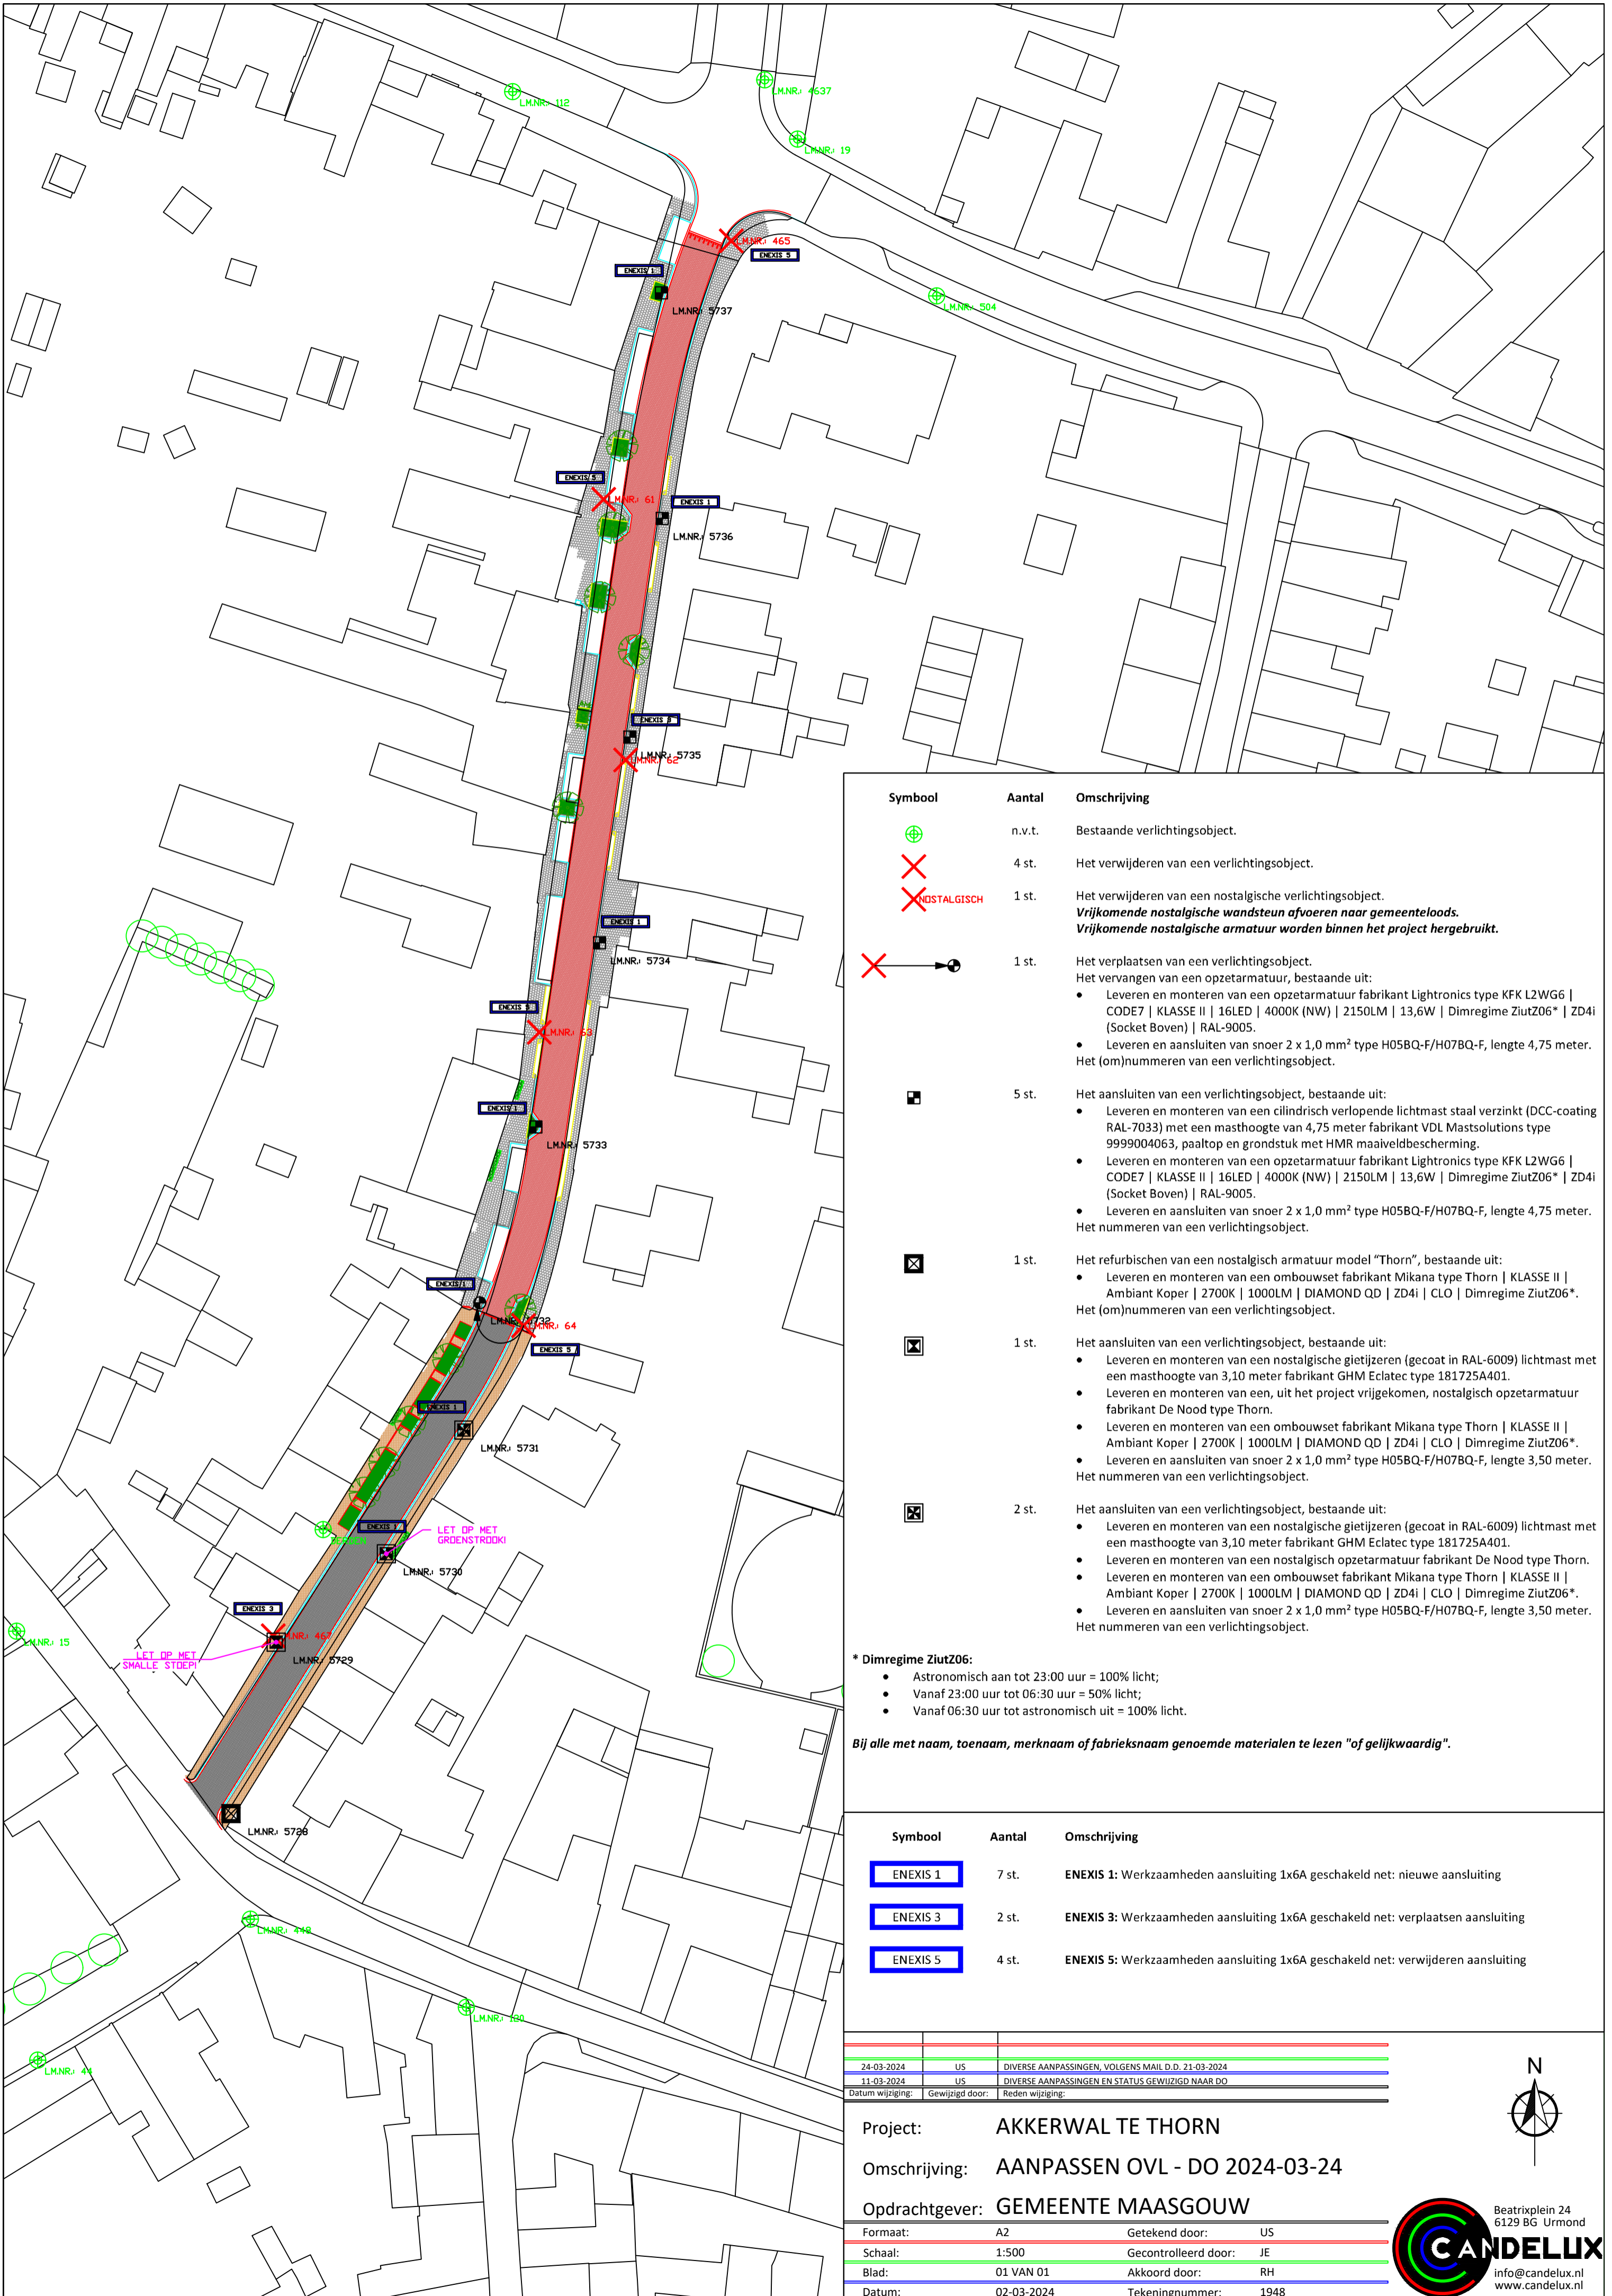 LM.NR.: 112
LM.NR.: 4637
LM.NR.: 19
LM.NR.: 465
ENEXIS 5
ENEXIS 1
LM.NR.: 5737
LM.NR.: 504
ENEXIS 5
LM.NR.: 61
ENEXIS 1
LM.NR.: 5736
ENEXIS 3
LM.NR.: 5735
LM.NR.: 62
ENEXIS 1
LM.NR.: 5734
ENEXIS 5
LM.NR.: 63
ENEXIS 1
LM.NR.: 5733
ENEXIS 1
LM.NR.: 5732
LM.NR.: 64
ENEXIS 5
ENEXIS 1
LM.NR.: 5731
ENEXIS 1
LET OP MET
GROENSTROOK!
LM.NR.: 5730
ENEXIS 3
LM.NR.: 467
LM.NR.: 15
LET OP MET
SMALLE STOEP!
LM.NR.: 5729
LM.NR.: 5728
LM.NR.: 448
LM.NR.: 120
LM.NR.: 44
Symbool Aantal Omschrijving
n.v.t. Bestaande verlichtingsobject.
4 st. Het verwijderen van een verlichtingsobject.
NOSTALGISCH 1 st. Het verwijderen van een nostalgische verlichtingsobject.
Vrijkomende nostalgische wandsteun afvoeren naar gemeenteloods.
Vrijkomende nostalgische armatuur worden binnen het project hergebruikt.
1 st. Het verplaatsen van een verlichtingsobject.
Het vervangen van een opzetarmatuur, bestaande uit:
• Leveren en monteren van een opzetarmatuur fabrikant Lightronics type KFK L2WG6 |
CODE7 | KLASSE II | 16LED | 4000K (NW) | 2150LM | 13,6W | Dimregime ZiutZ06* | ZD4i
(Socket Boven) | RAL-9005.
• Leveren en aansluiten van snoer 2 x 1,0 mm² type H05BQ-F/H07BQ-F, lengte 4,75 meter.
Het (om)nummeren van een verlichtingsobject.
5 st. Het aansluiten van een verlichtingsobject, bestaande uit:
• Leveren en monteren van een cilindrisch verlopende lichtmast staal verzinkt (DCC-coating
RAL-7033) met een masthoogte van 4,75 meter fabrikant VDL Mastsolutions type
9999004063, paaltop en grondstuk met HMR maaiveldbescherming.
• Leveren en monteren van een opzetarmatuur fabrikant Lightronics type KFK L2WG6 |
CODE7 | KLASSE II | 16LED | 4000K (NW) | 2150LM | 13,6W | Dimregime ZiutZ06* | ZD4i
(Socket Boven) | RAL-9005.
• Leveren en aansluiten van snoer 2 x 1,0 mm² type H05BQ-F/H07BQ-F, lengte 4,75 meter.
Het nummeren van een verlichtingsobject.
1 st. Het refurbischen van een nostalgisch armatuur model “Thorn”, bestaande uit:
• Leveren en monteren van een ombouwset fabrikant Mikana type Thorn | KLASSE II |
Ambiant Koper | 2700K | 1000LM | DIAMOND QD | ZD4i | CLO | Dimregime ZiutZ06*.
Het (om)nummeren van een verlichtingsobject.
1 st. Het aansluiten van een verlichtingsobject, bestaande uit:
• Leveren en monteren van een nostalgische gietijzeren (gecoat in RAL-6009) lichtmast met
een masthoogte van 3,10 meter fabrikant GHM Eclatec type 181725A401.
• Leveren en monteren van een, uit het project vrijgekomen, nostalgisch opzetarmatuur
fabrikant De Nood type Thorn.
• Leveren en monteren van een ombouwset fabrikant Mikana type Thorn | KLASSE II |
Ambiant Koper | 2700K | 1000LM | DIAMOND QD | ZD4i | CLO | Dimregime ZiutZ06*.
• Leveren en aansluiten van snoer 2 x 1,0 mm² type H05BQ-F/H07BQ-F, lengte 3,50 meter.
Het nummeren van een verlichtingsobject.
2 st. Het aansluiten van een verlichtingsobject, bestaande uit:
• Leveren en monteren van een nostalgische gietijzeren (gecoat in RAL-6009) lichtmast met
een masthoogte van 3,10 meter fabrikant GHM Eclatec type 181725A401.
• Leveren en monteren van een nostalgisch opzetarmatuur fabrikant De Nood type Thorn.
• Leveren en monteren van een ombouwset fabrikant Mikana type Thorn | KLASSE II |
Ambiant Koper | 2700K | 1000LM | DIAMOND QD | ZD4i | CLO | Dimregime ZiutZ06*.
• Leveren en aansluiten van snoer 2 x 1,0 mm² type H05BQ-F/H07BQ-F, lengte 3,50 meter.
Het nummeren van een verlichtingsobject.
* Dimregime ZiutZ06:
• Astronomisch aan tot 23:00 uur = 100% licht;
• Vanaf 23:00 uur tot 06:30 uur = 50% licht;
• Vanaf 06:30 uur tot astronomisch uit = 100% licht.
Bij alle met naam, toenaam, merknaam of fabrieksnaam genoemde materialen te lezen "of gelijkwaardig".
Symbool Aantal Omschrijving
ENEXIS 1 7 st. ENEXIS 1: Werkzaamheden aansluiting 1x6A geschakeld net: nieuwe aansluiting
ENEXIS 3 2 st. ENEXIS 3: Werkzaamheden aansluiting 1x6A geschakeld net: verplaatsen aansluiting
ENEXIS 5 4 st. ENEXIS 5: Werkzaamheden aansluiting 1x6A geschakeld net: verwijderen aansluiting
24-03-2024 US DIVERSE AANPASSINGEN, VOLGENS MAIL D.D. 21-03-2024
11-03-2024 US DIVERSE AANPASSINGEN EN STATUS GEWIJZIGD NAAR DO
Datum wijziging: Gewijzigd door: Reden wijziging:
N
Project: AKKERWAL TE THORN
Omschrijving: AANPASSEN OVL - DO 2024-03-24
Opdrachtgever: GEMEENTE MAASGOUW
Formaat: A2 Getekend door: US
Schaal: 1:500 Gecontrolleerd door: JE
Blad: 01 VAN 01 Akkoord door: RH
Datum: 02-03-2024 Tekeningnummer: 1948
Beatrixplein 24
6129 BG Urmond
CANDELUX
info@candelux.nl
www.candelux.nl